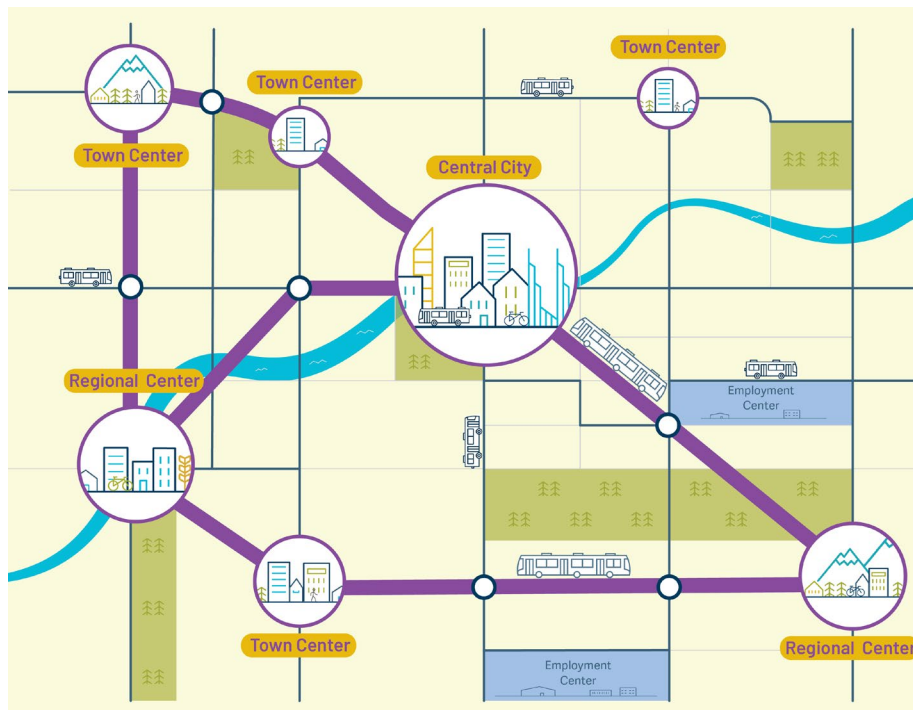 Town Center
Town Center
Town Center
Central City
Regional Center
Employment
Center
Town Center
Regional Center
Employment
Center